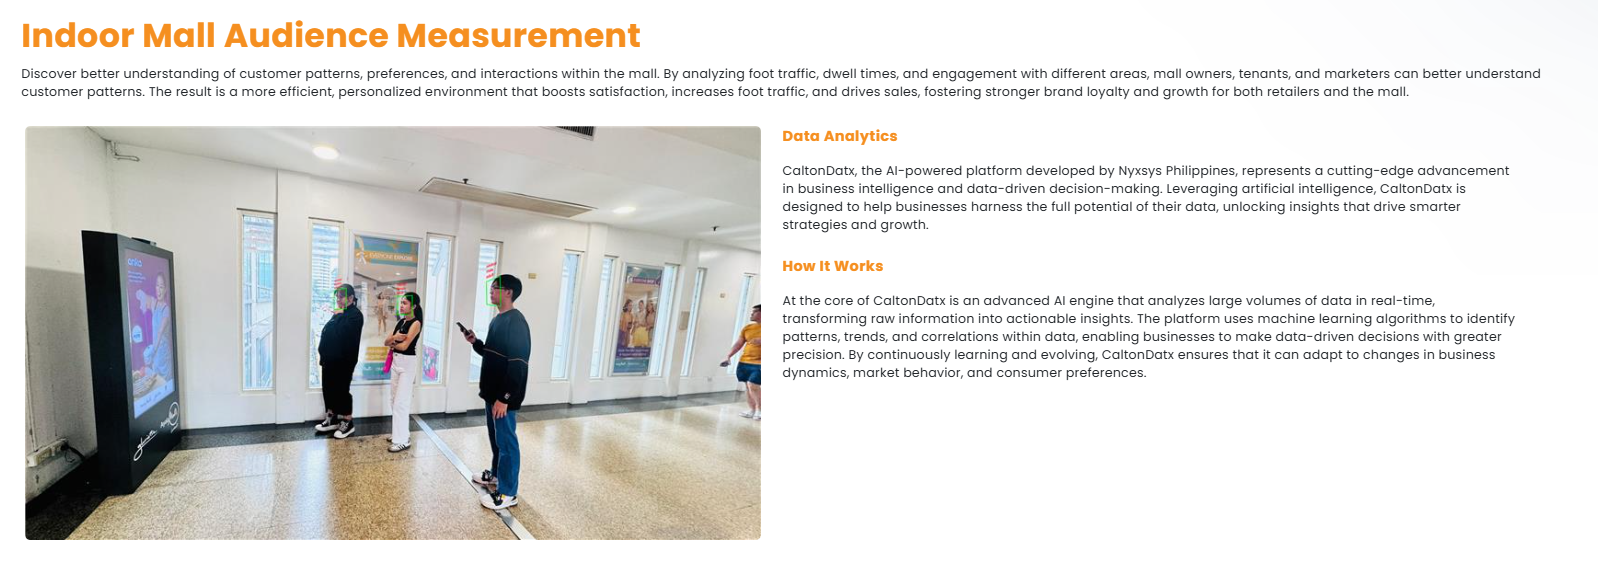 Indoor Mall Audience Measurement
Discover better understanding of customer patterns, preferences, and interactions within the mall. By analyzing foot traffic, dwell times, and engagement with different areas, mall owners, tenants, and marketers can better understand
customer patterns. The result is a more efficient, personalized environment that boosts satisfaction, increases foot traffic, and drives sales, fostering stronger brand loyalty and growth for both retailers and the mall.
Data Analytics
CaltonDatx, the AI-powered platform developed by Nyxsys Philippines, represents a cutting-edge advancement
in business intelligence and data-driven decision-making. Leveraging artificial intelligence, CaltonDatx is
designed to help businesses harness the full potential of their data, unlocking insights that drive smarter
strategies and growth.
How It Works
At the core of CaltonDatx is an advanced AI engine that analyzes large volumes of data in real-time,
transforming raw information into actionable insights. The platform uses machine learning algorithms to identify
patterns, trends, and correlations within data, enabling businesses to make data-driven decisions with greater
precision. By continuously learning and evolving, CaltonDatx ensures that it can adapt to changes in business
dynamics, market behavior, and consumer preferences.